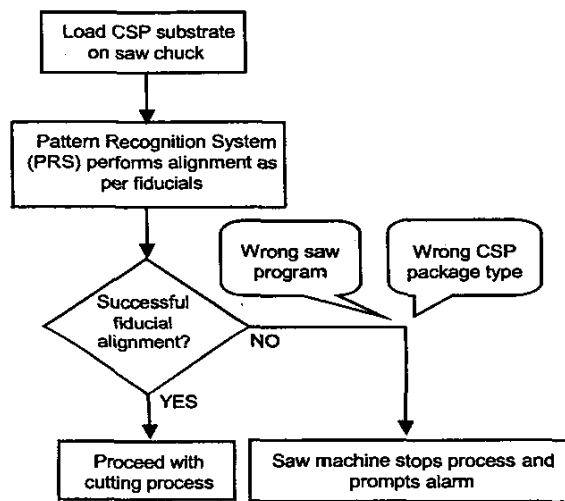 Load CSP substrate
on saw chuck
Pattern Recognition System
(PRS) performs alignment as
per fiducials
Wrong saw
program
Wrong CSP
package type
Successful
fiducial
alignment?
NO
YES
Proceed with
cutting process
Saw machine stops process and
prompts alarm